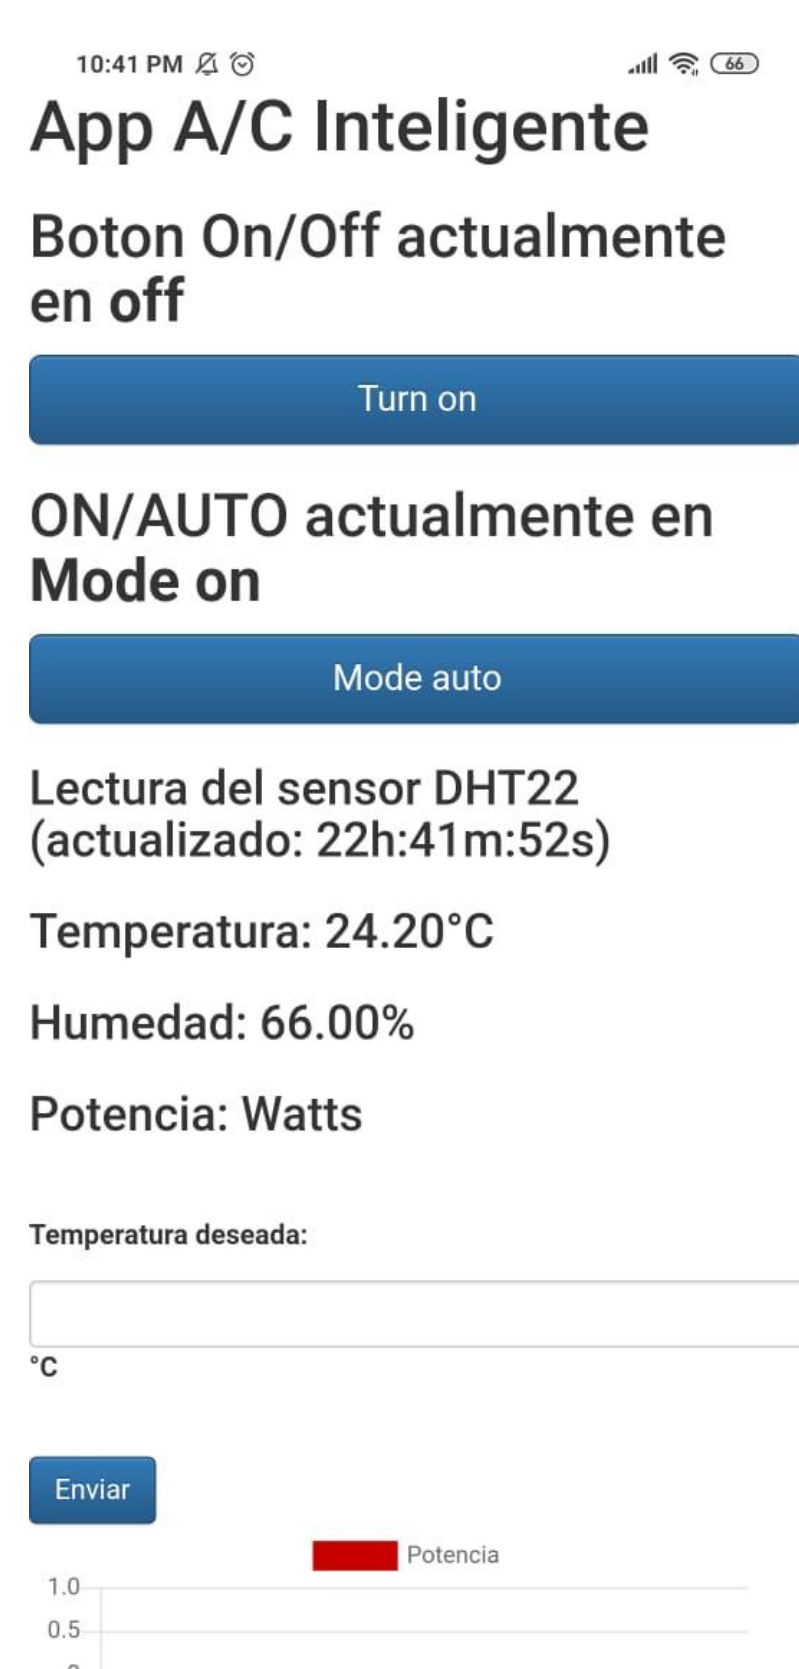 10:41 PM
66
App A/C Inteligente
Boton On/Off actualmente
en off
Turn on
ON/AUTO actualmente en
Mode on
Mode auto
Lectura del sensor DHT22
(actualizado: 22h:41m:52s)
Temperatura: 24.20°C
Humedad: 66.00%
Potencia: Watts
Temperatura deseada:
°C
Enviar
Potencia
1.0
0.5